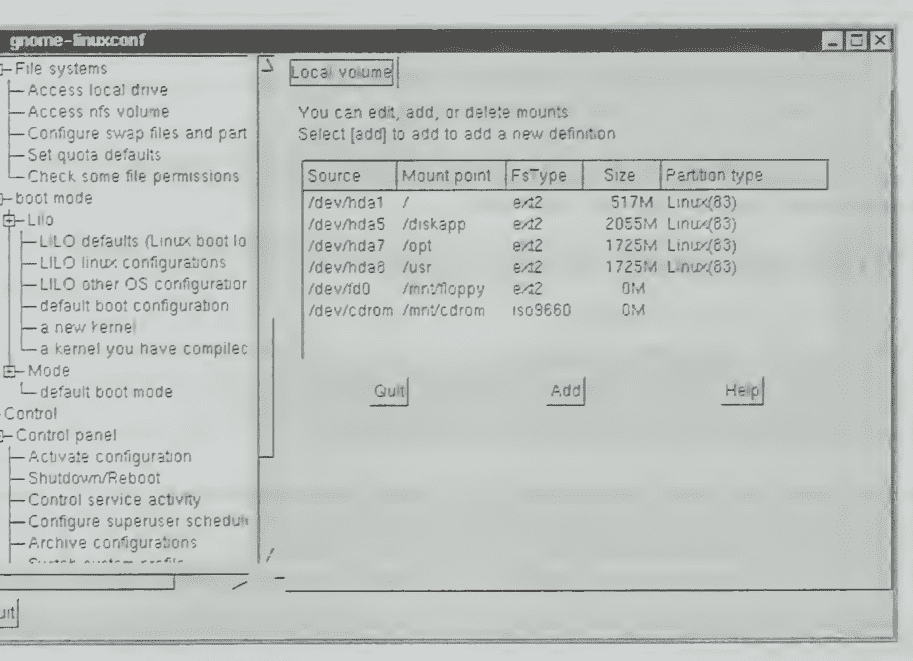 gnome-linuxconf
File systems
Access local drive
Access nfs volume
Configure swap files and part
Set quota defaults
Check some file permissions
boot mode
Lilo
LILO defaults (Linux boot lo
LILO linux configurations
LILO other OS configuration
default boot configuration
a new kernel
a kernel you have compiled
Mode
default boot mode
Control
Control panel
Activate configuration
Shutdown/Reboot
Control service activity
Configure superuser schedul
Archive configurations
uit
Local volume
You can edit, add, or delete mounts
Select [add] to add to add a new definition
Source Mount point FsType Size Partition type
/dev/hda1 / ext2 517M Linux(83)
/dev/hda5 /diskapp ext2 2055M Linux(83)
/dev/hda7 /opt ext2 1725M Linux(83)
/dev/hda8 /usr ext2 1725M Linux(83)
/dev/fd0 /mnt/floppy ext2 0M
/dev/cdrom /mnt/cdrom iso9660 0M
Quit Add Help